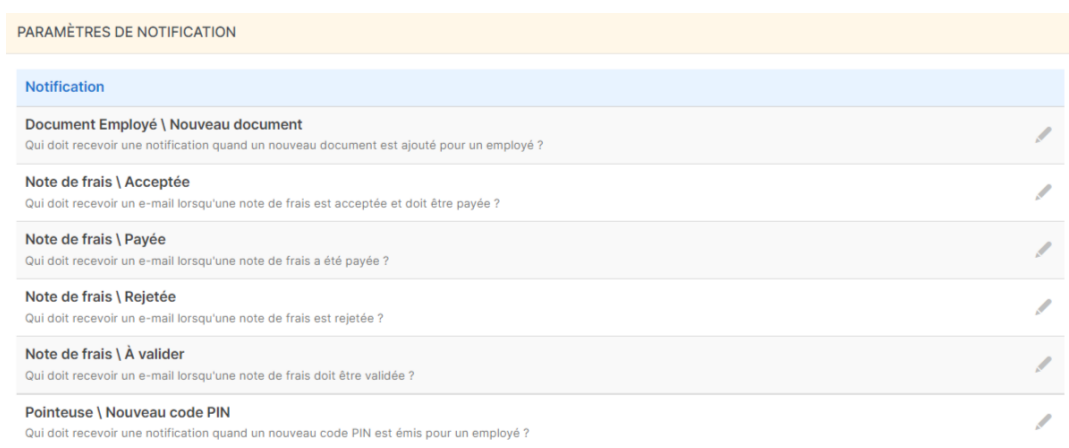 PARAMÈTRES DE NOTIFICATION
Notification
Document Employé \ Nouveau document
Qui doit recevoir une notification quand un nouveau document est ajouté pour un employé ?
Note de frais \ Acceptée
Qui doit recevoir un e-mail lorsqu'une note de frais est acceptée et doit être payée ?
Note de frais \ Payée
Qui doit recevoir un e-mail lorsqu'une note de frais a été payée ?
Note de frais \ Rejetée
Qui doit recevoir un e-mail lorsqu'une note de frais est rejetée ?
Note de frais \ À valider
Qui doit recevoir un e-mail lorsqu'une note de frais doit être validée ?
Pointeuse \ Nouveau code PIN
Qui doit recevoir une notification quand un nouveau code PIN est émis pour un employé ?